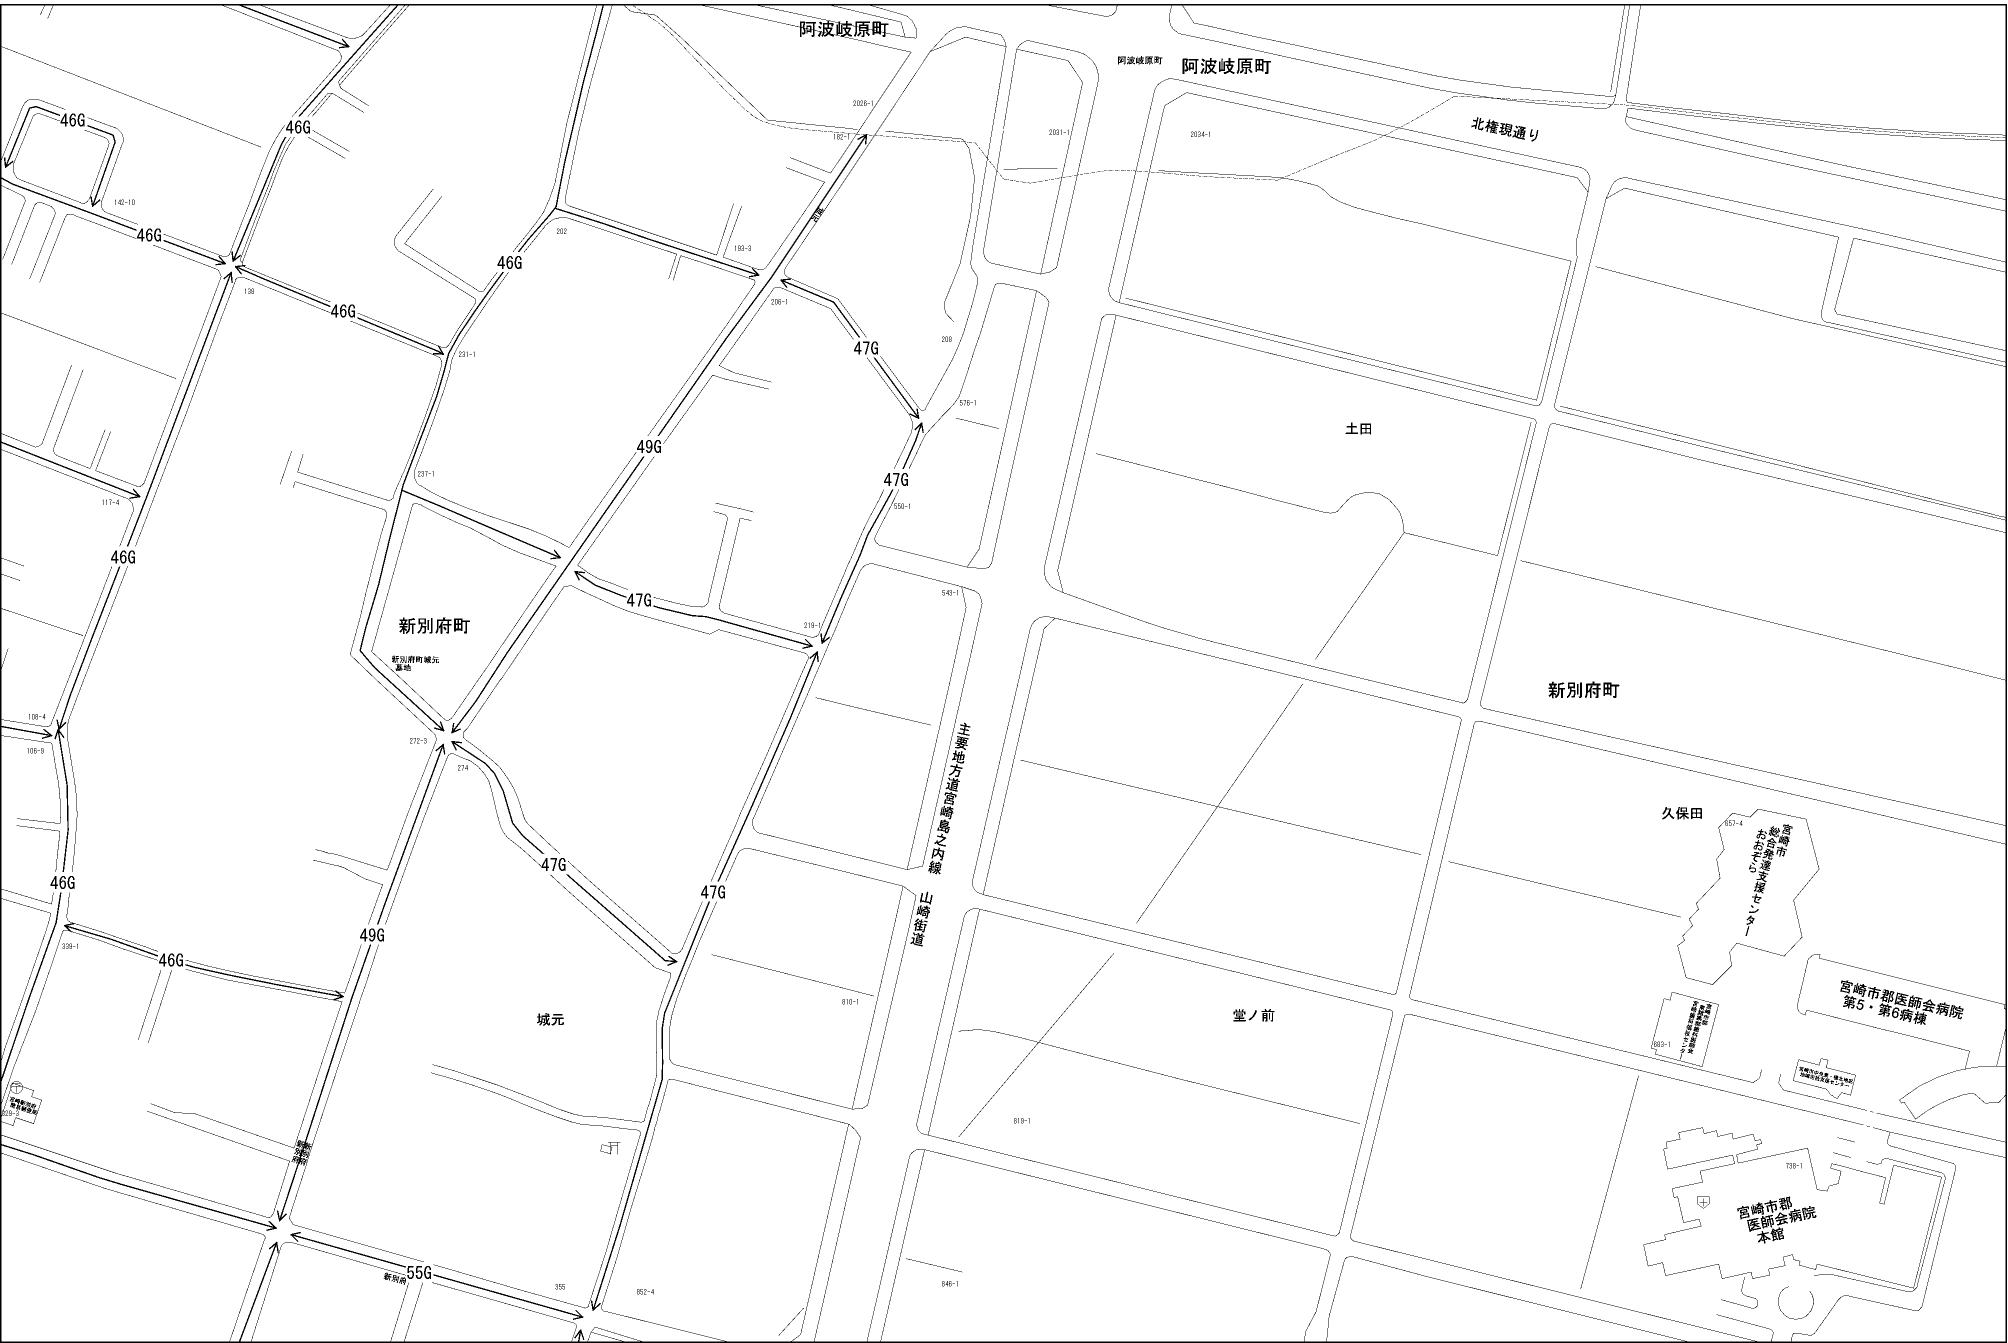 阿波岐原町
阿波岐原町
阿波岐原町
2026-1
182-1
2031-1
2034-1
北権現通り
46G
46G
142-10
46G
202
193-3
46G
138
46G
206-1
231-1
47G
208
576-1
土田
49G
237-1
47G
117-4
550-1
46G
543-1
47G
219-1
新別府町
新別府町城元
墓地
新別府町
108-4
272-3
106-9
274
主要地方道宮崎島之内線 山崎街道
久保田
657-4
宮崎市
総合発達支援センター
おおぞら
47G
46G
47G
49G
339-1
46G
810-1
城元
堂ノ前
宮崎市郡医師会病院
第5・第6病棟
683-1
329-3
819-1
738-1
宮崎市郡
医師会病院
本館
新別府
55G
355
852-4
846-1